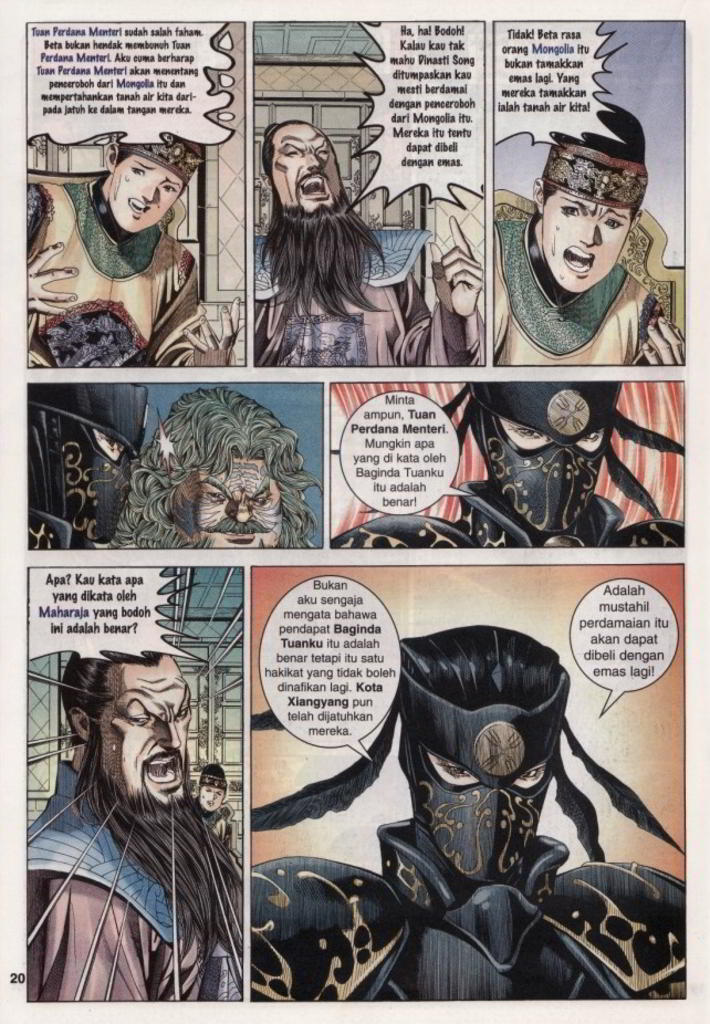 Tuan Perdana Menteri sudah salah faham.
Beta bukan hendak membunuh Tuan
Perdana Menteri. Aku cuma berharap
Tuan Perdana Menteri akan menentang
penceroboh dari Mongolia itu dan
mempertahankan tanah air kita dari-
pada jatuh ke dalam tangan mereka.
Ha, ha! Bodoh!
Kalau kau tak
mahu Dinasti Song
ditumpaskan kau
mesti berdamai
dengan penceroboh
dari Mongolia itu.
Mereka itu tentu
dapat dibeli
dengan emas.
Tidak! Beta rasa
orang Mongolia itu
bukan tamakkan
emas lagi. Yang
mereka tamakkan
ialah tanah air kita!
Minta
ampun, Tuan
Perdana Menteri.
Mungkin apa
yang di kata oleh
Baginda Tuanku
itu adalah
benar!
Apa? Kau kata apa
yang dikata oleh
Maharaja yang bodoh
ini adalah benar?
Bukan
aku sengaja
mengata bahawa
pendapat Baginda
Tuanku itu adalah
benar tetapi itu satu
hakikat yang tidak boleh
dinafikan lagi. Kota
Xiangyang pun
telah dijatuhkan
mereka.
Adalah
mustahil
perdamaian itu
akan dapat
dibeli dengan
emas lagi!
20